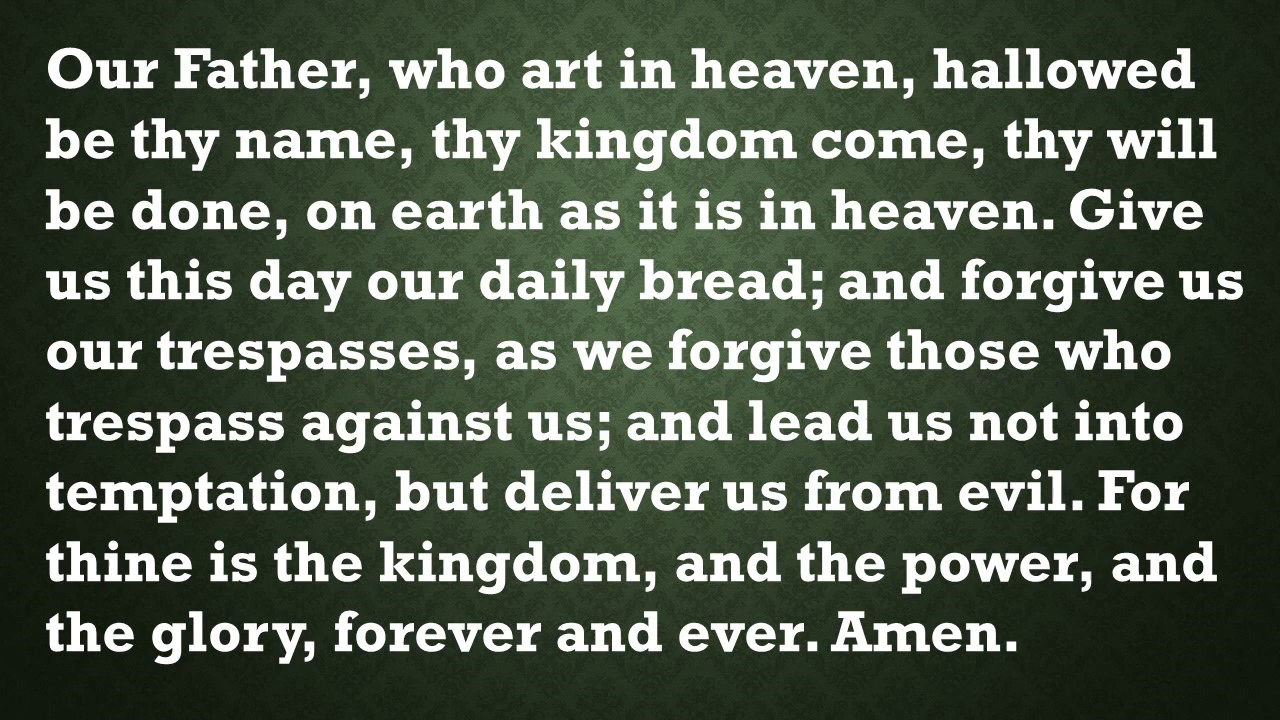 Our Father, who art in heaven, hallowed
be thy name, thy kingdom come, thy will
be done, on earth as it is in heaven. Give
us this day our daily bread; and forgive us
our trespasses, as we forgive those who
trespass against us; and lead us not into
temptation, but deliver us from evil. For
thine is the kingdom, and the power, and
the glory, forever and ever. Amen.